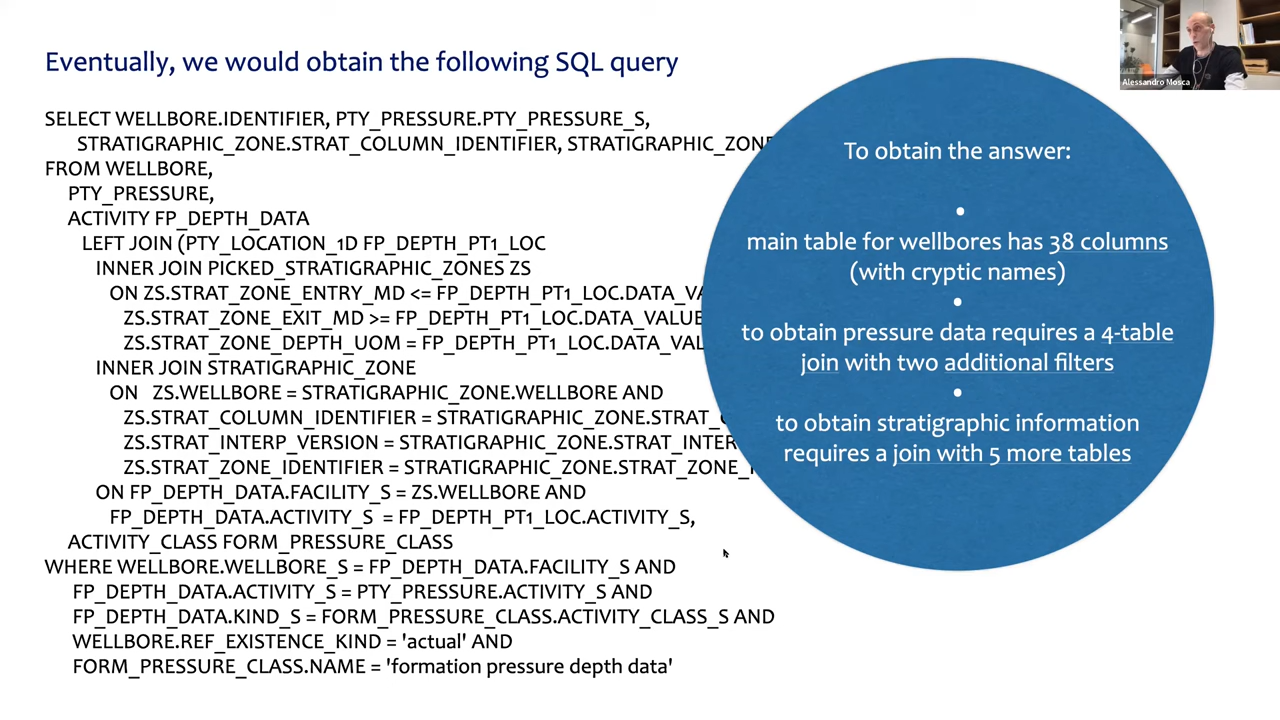 Eventually, we would obtain the following SQL query
SELECT WELLBORE.IDENTIFIER, PTY_PRESSURE.PTY_PRESSURE_S,
STRATIGRAPHIC_ZONE.STRAT_COLUMN_IDENTIFIER, STRATIGRAPHIC_ZONE
FROM WELLBORE,
PTY_PRESSURE,
ACTIVITY FP_DEPTH_DATA
LEFT JOIN (PTY_LOCATION_1D FP_DEPTH_PT1_LOC
INNER JOIN PICKED_STRATIGRAPHIC_ZONES ZS
ON ZS.STRAT_ZONE_ENTRY_MD <= FP_DEPTH_PT1_LOC.DATA_VA
ZS.STRAT_ZONE_EXIT_MD >= FP_DEPTH_PT1_LOC.DATA_VALUE
ZS.STRAT_ZONE_DEPTH_UOM = FP_DEPTH_PT1_LOC.DATA_VAL
INNER JOIN STRATIGRAPHIC_ZONE
ON ZS.WELLBORE = STRATIGRAPHIC_ZONE.WELLBORE AND
ZS.STRAT_COLUMN_IDENTIFIER = STRATIGRAPHIC_ZONE.STRAT_
ZS.STRAT_INTERP_VERSION = STRATIGRAPHIC_ZONE.STRAT_INTER
ZS.STRAT_ZONE_IDENTIFIER = STRATIGRAPHIC_ZONE.STRAT_ZONE_
ON FP_DEPTH_DATA.FACILITY_S = ZS.WELLBORE AND
FP_DEPTH_DATA.ACTIVITY_S = FP_DEPTH_PT1_LOC.ACTIVITY_S,
ACTIVITY_CLASS FORM_PRESSURE_CLASS
WHERE WELLBORE.WELLBORE_S = FP_DEPTH_DATA.FACILITY_S AND
FP_DEPTH_DATA.ACTIVITY_S = PTY_PRESSURE.ACTIVITY_S AND
FP_DEPTH_DATA.KIND_S = FORM_PRESSURE_CLASS.ACTIVITY_CLASS_S AND
WELLBORE.REF_EXISTENCE_KIND = 'actual' AND
FORM_PRESSURE_CLASS.NAME = 'formation pressure depth data'
To obtain the answer:
•
main table for wellbores has 38 columns
(with cryptic names)
•
to obtain pressure data requires a 4-table
join with two additional filters
•
to obtain stratigraphic information
requires a join with 5 more tables
Alessandro Mosca